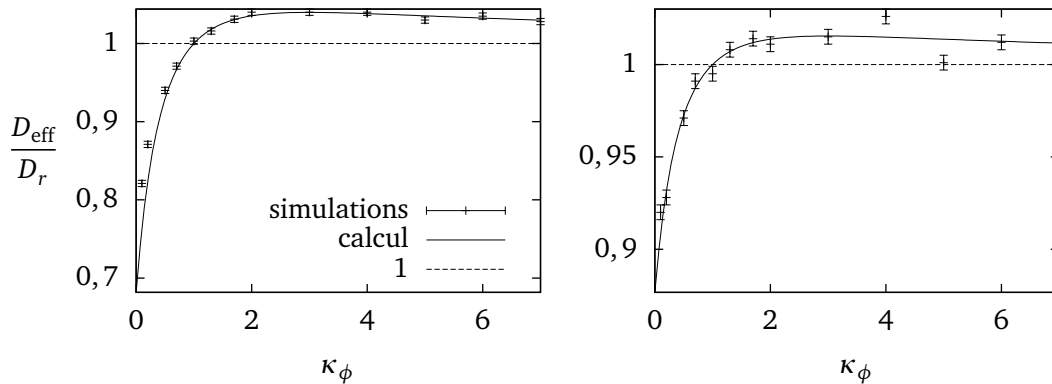 1
0,9
D_eff
D_r
0,8
0,7
simulations
calcul
1
0 2 4 6
κ_ϕ
1
0,95
0,9
0 2 4 6
κ_ϕ